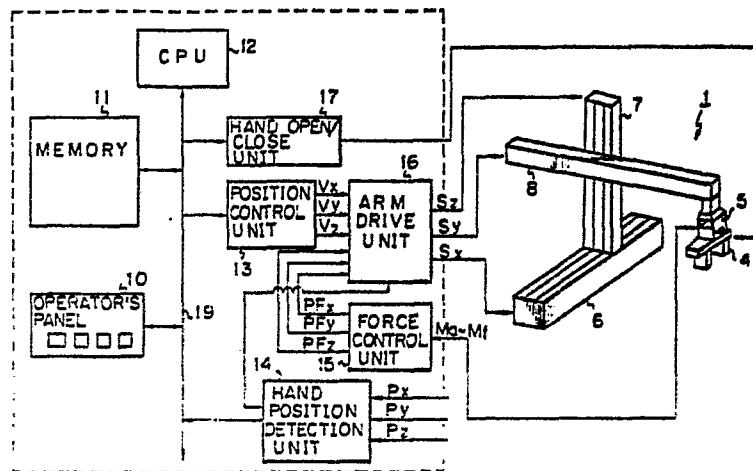 CPU
12
11
MEMORY
17
HAND OPEN/
CLOSE
UNIT
16
7
1
8
5
4
POSITION
CONTROL
UNIT
13
Vx
Vy
Vz
ARM
DRIVE
UNIT
Sz
Sy
Sx
6
10
OPERATOR'S
PANEL
19
PFx
PFy
PFz
FORCE
CONTROL
UNIT
15
Ma~Mf
14
HAND
POSITION
DETECTION
UNIT
Px
Py
Pz